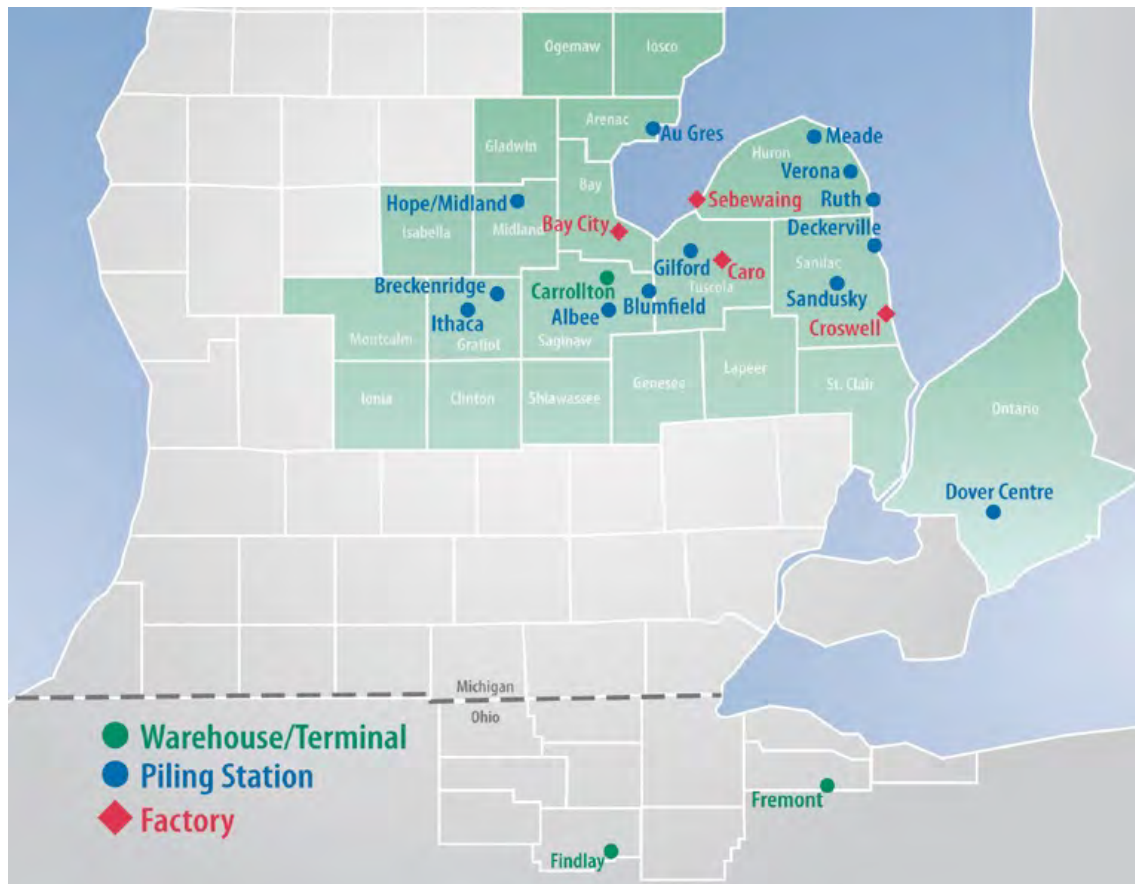 Ogemaw
Iosco
Arenac
Au Gres
Gladwin
Huron
Meade
Verona
Bay
Hope/Midland
Sebewaing
Ruth
Isabella
Midland
Bay City
Deckerville
Gilford
Caro
Sanilac
Breckenridge
Carrollton
Tuscola
Blumfield
Sandusky
Ithaca
Albee
Croswell
Montcalm
Gratiot
Saginaw
Lapeer
Genesee
St. Clair
Ionia
Clinton
Shiawassee
Ontario
Dover Centre
Michigan
Ohio
Warehouse/Terminal
Piling Station
Factory
Fremont
Findlay